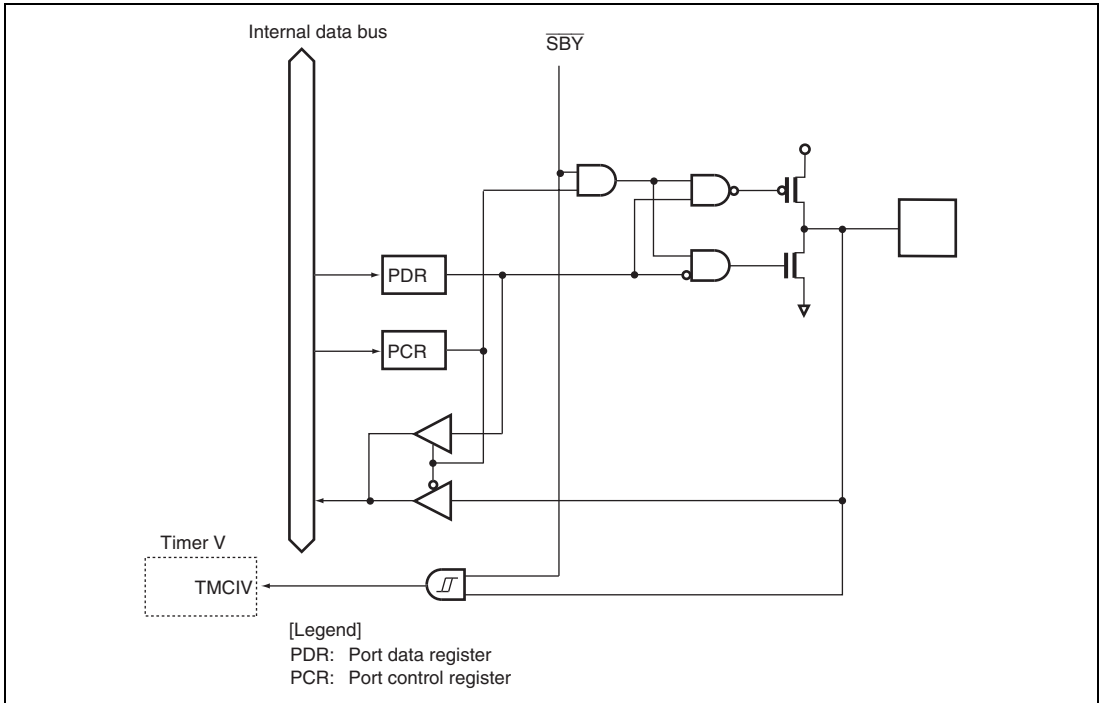 Internal data bus
SBY
PDR
PCR
Timer V
TMCIV
[Legend]
PDR: Port data register
PCR: Port control register